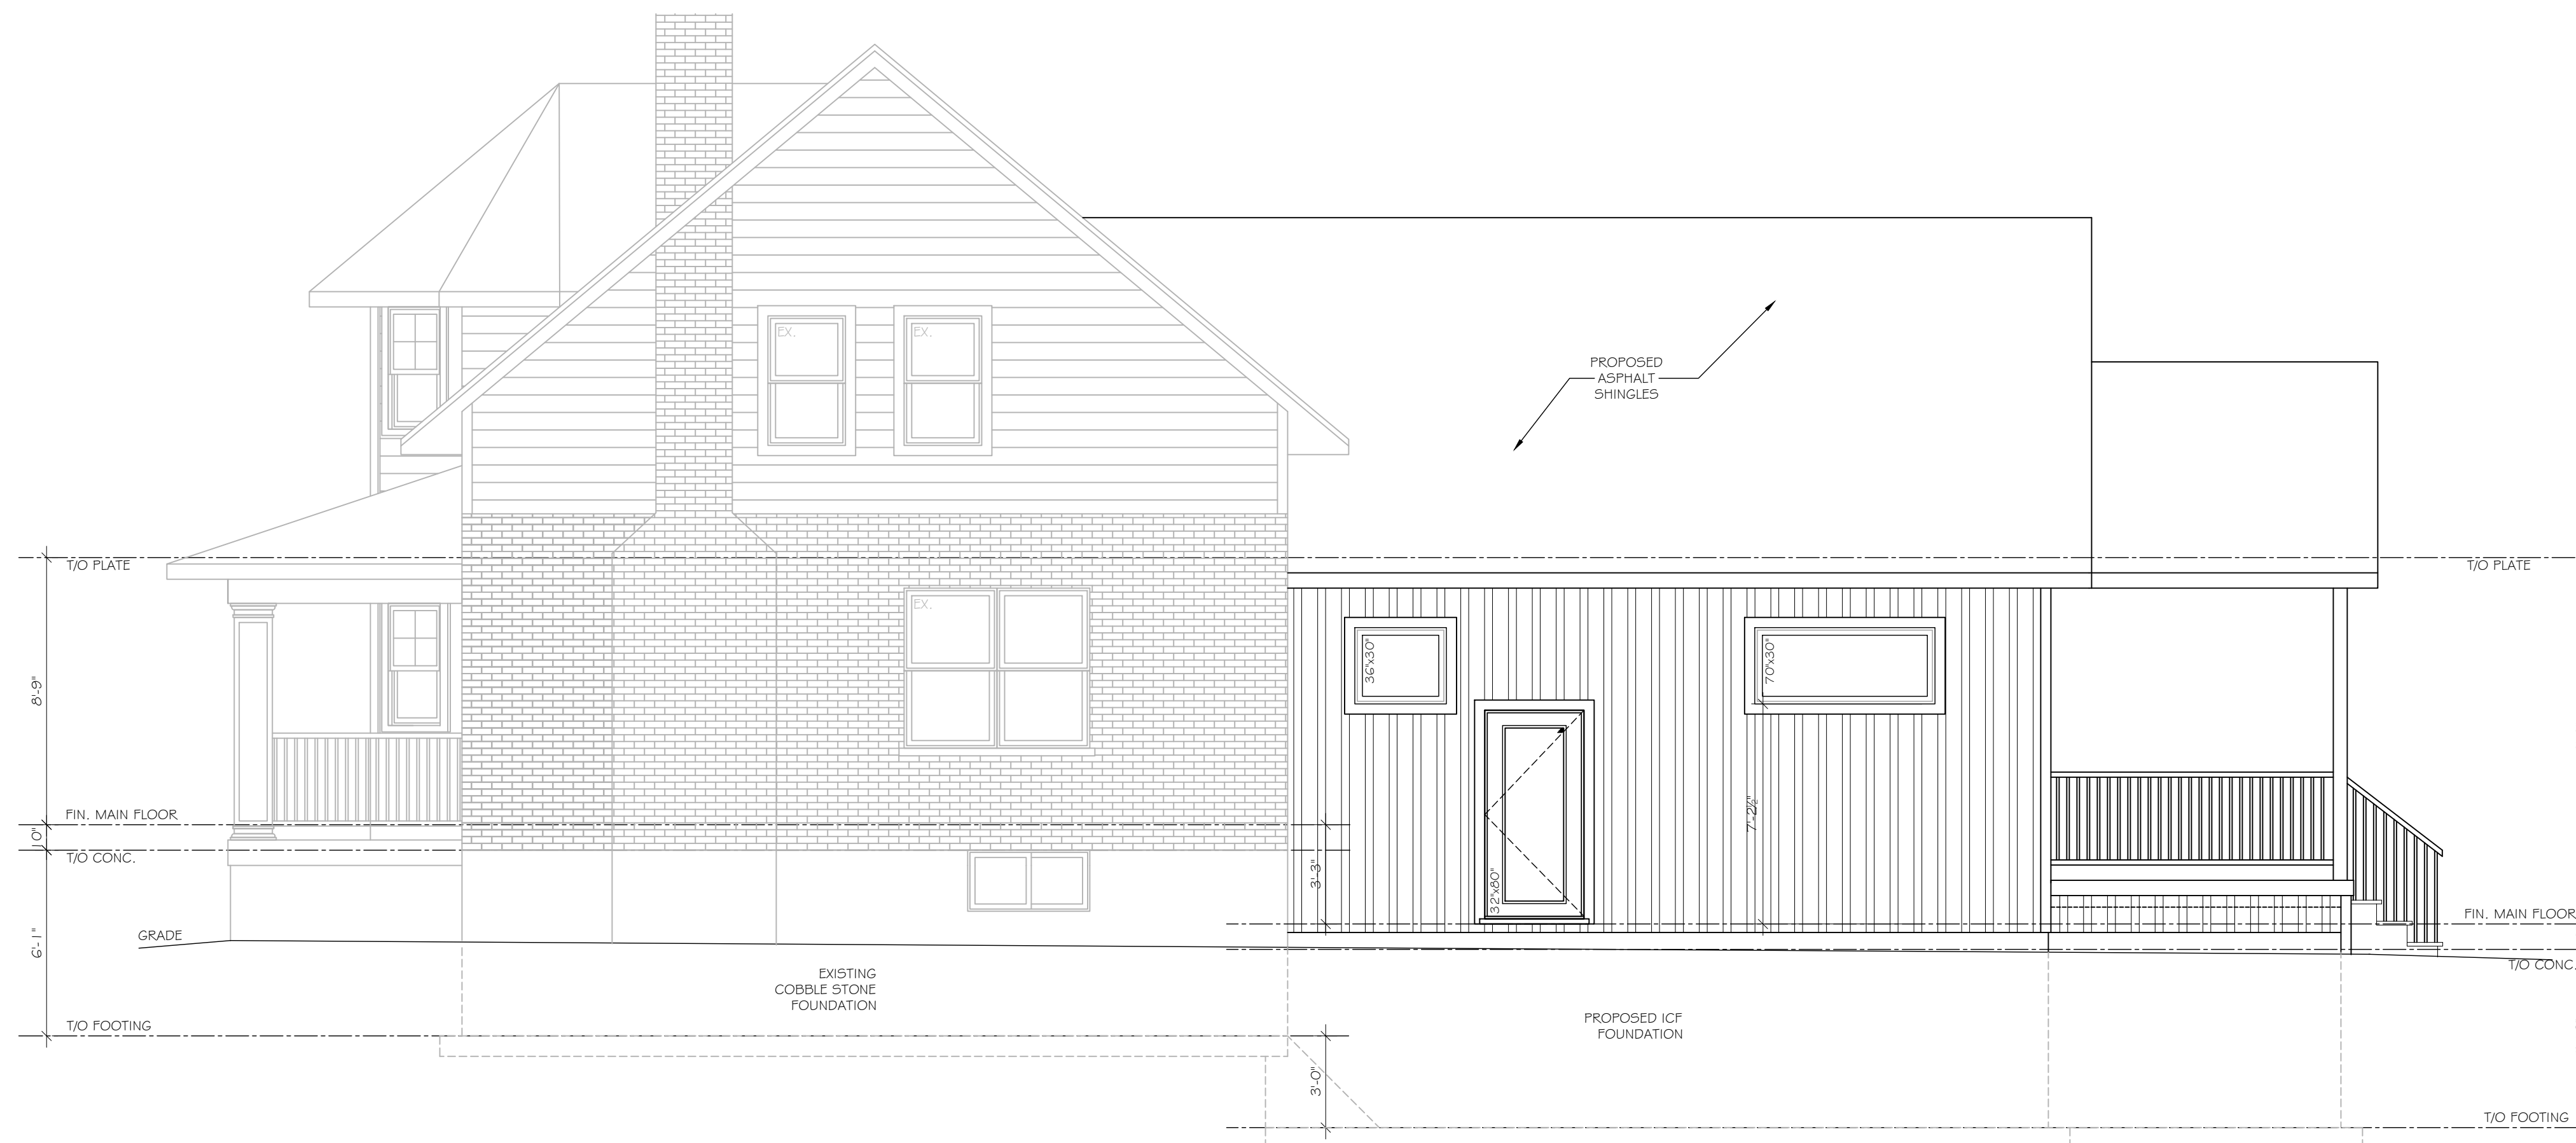 EX.
EX.
PROPOSED
ASPHALT
SHINGLES
T/O PLATE
T/O PLATE
EX.
36"x30"
70"x30"
8'-9"
FIN. MAIN FLOOR
10"
T/O CONC.
7'-2½"
3'-3"
32"x80"
FIN. MAIN FLOOR
GRADE
6'-1"
T/O CONC.
EXISTING
COBBLE STONE
FOUNDATION
T/O FOOTING
PROPOSED ICF
FOUNDATION
3'-0"
T/O FOOTING